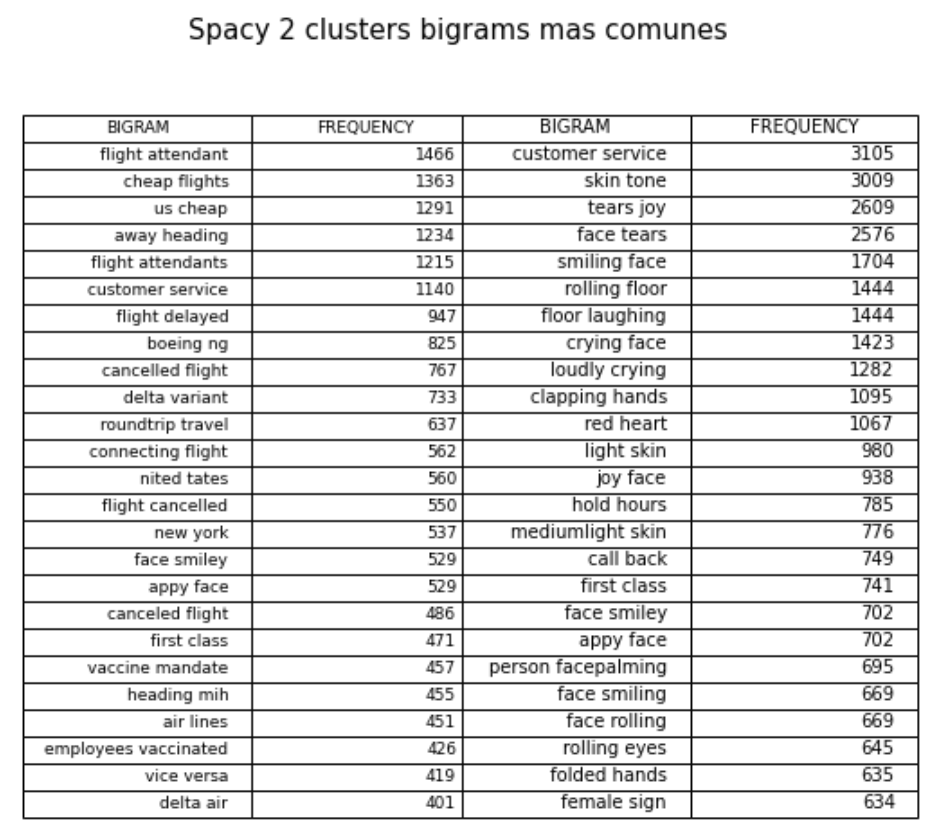 Spacy 2 clusters bigrams mas comunes
BIGRAM FREQUENCY BIGRAM FREQUENCY
flight attendant 1466 customer service 3105
cheap flights 1363 skin tone 3009
us cheap 1291 tears joy 2609
away heading 1234 face tears 2576
flight attendants 1215 smiling face 1704
customer service 1140 rolling floor 1444
flight delayed 947 floor laughing 1444
boeing ng 825 crying face 1423
cancelled flight 767 loudly crying 1282
delta variant 733 clapping hands 1095
roundtrip travel 637 red heart 1067
connecting flight 562 light skin 980
nited tates 560 joy face 938
flight cancelled 550 hold hours 785
new york 537 mediumlight skin 776
face smiley 529 call back 749
appy face 529 first class 741
canceled flight 486 face smiley 702
first class 471 appy face 702
vaccine mandate 457 person facepalming 695
heading mih 455 face smiling 669
air lines 451 face rolling 669
employees vaccinated 426 rolling eyes 645
vice versa 419 folded hands 635
delta air 401 female sign 634